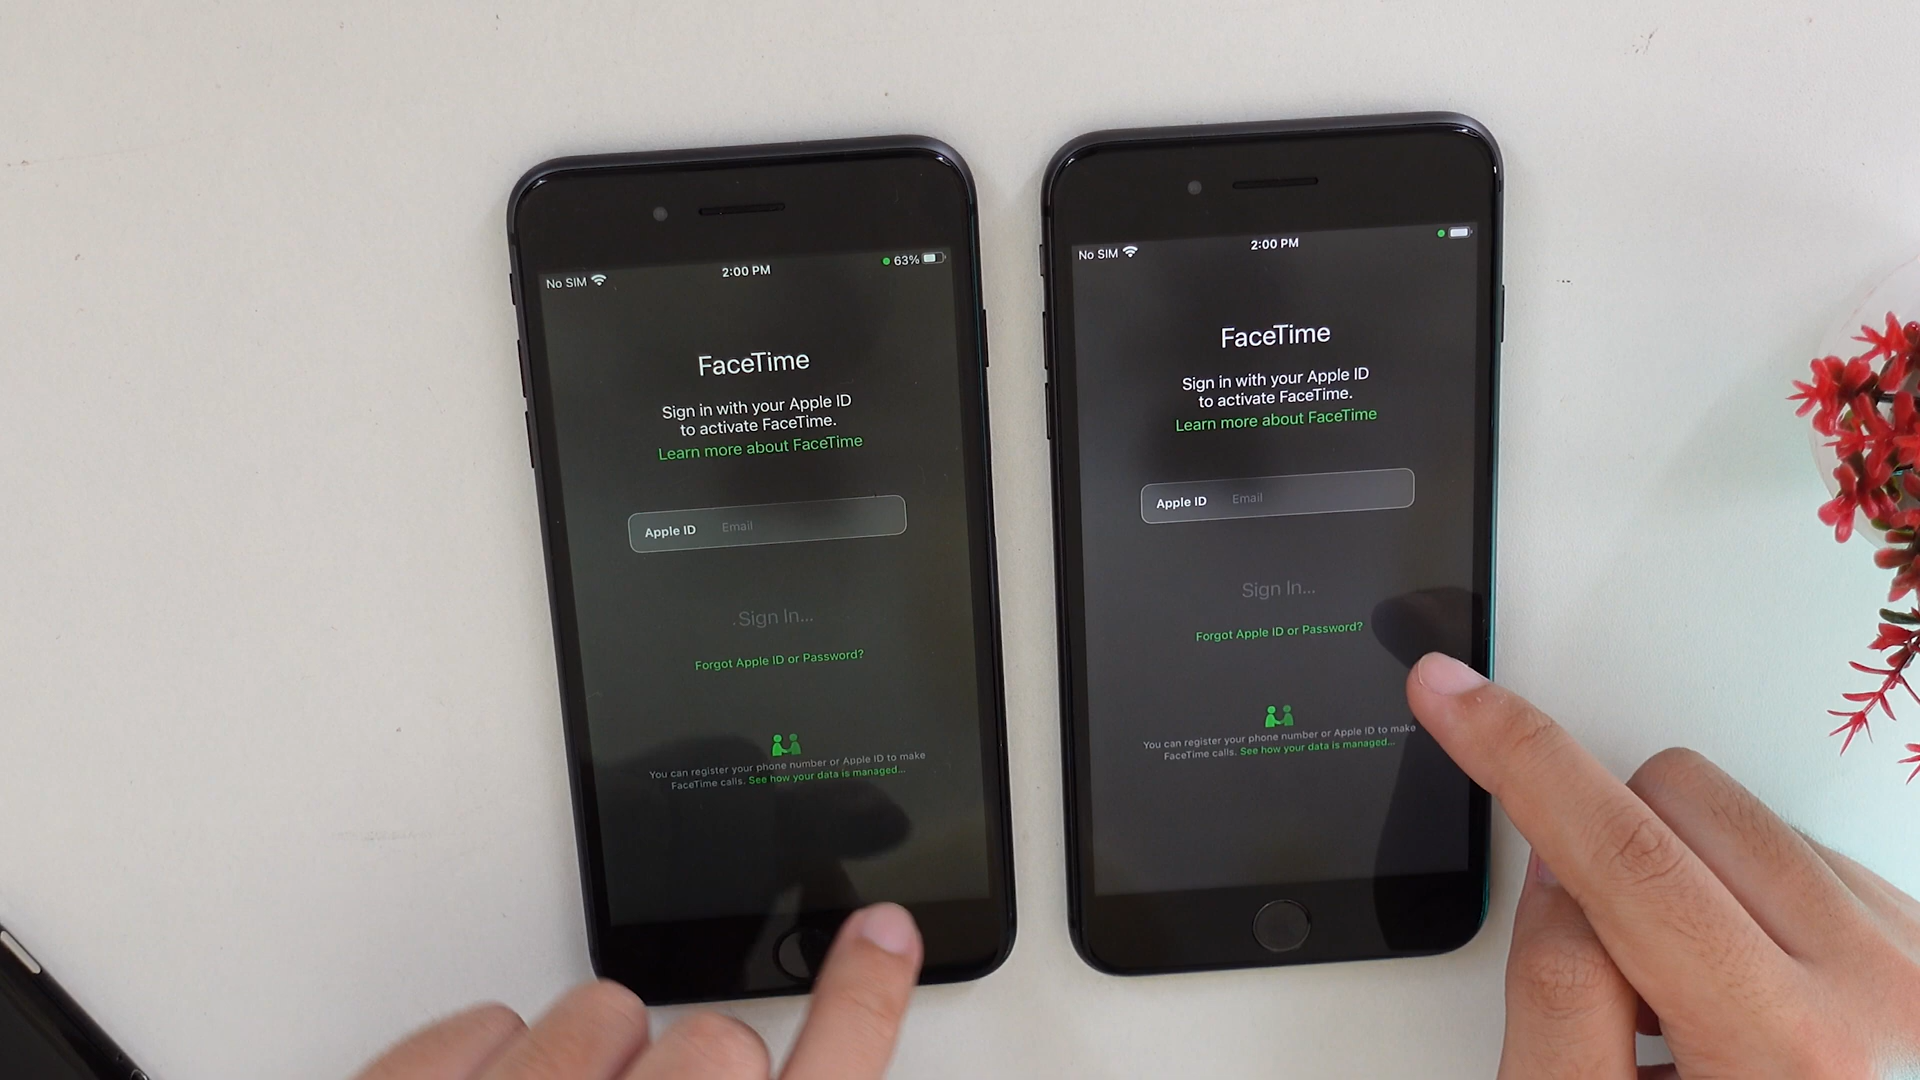 No SIM
2:00 PM
63%
FaceTime
Sign in with your Apple ID
to activate FaceTime.
Learn more about FaceTime
Apple ID Email
Sign In...
Forgot Apple ID or Password?
You can register your phone number or Apple ID to make
FaceTime calls. See how your data is managed...
No SIM
2:00 PM
FaceTime
Sign in with your Apple ID
to activate FaceTime.
Learn more about FaceTime
Apple ID Email
Sign In...
Forgot Apple ID or Password?
You can register your phone number or Apple ID to make
FaceTime calls. See how your data is managed...